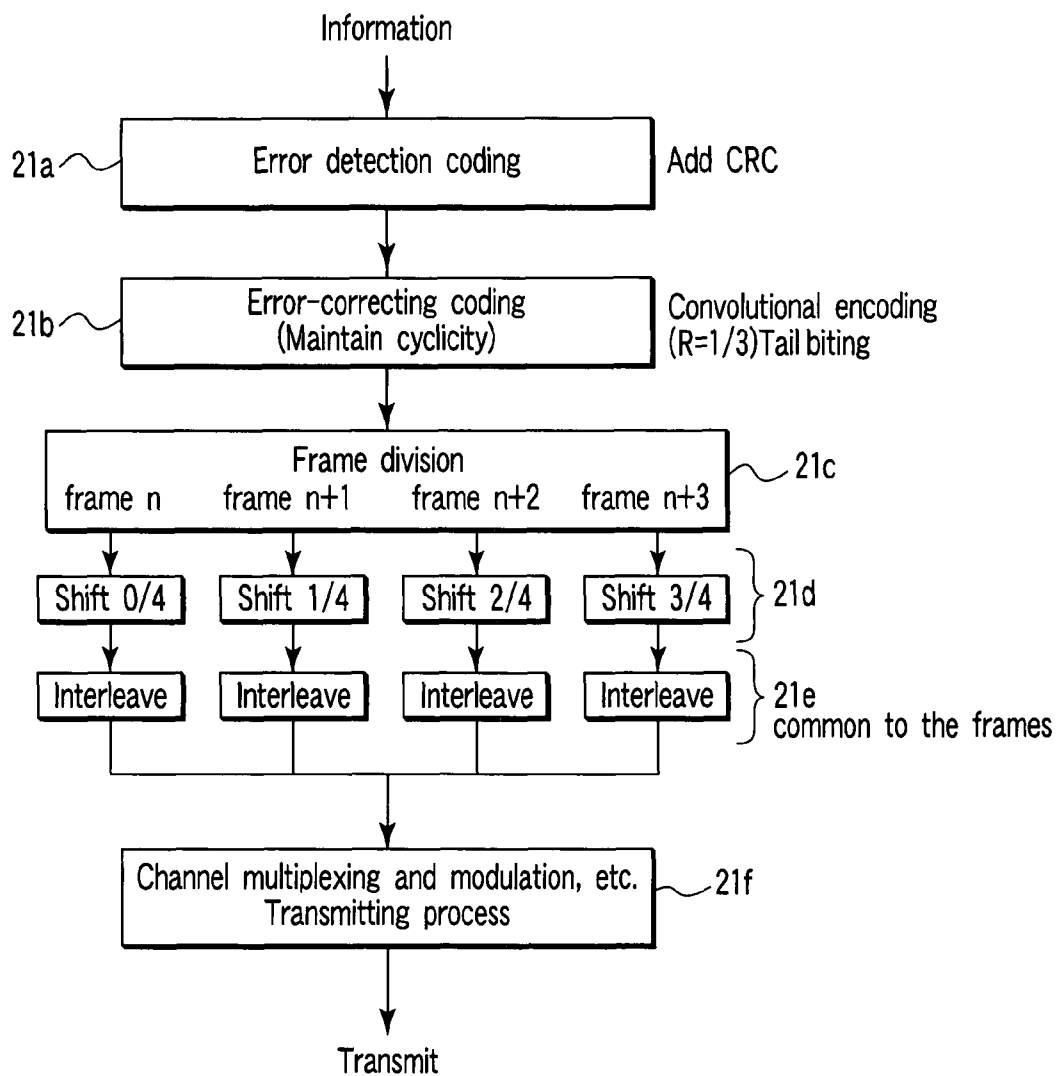 Information
21a
Error detection coding
Add CRC
21b
Error-correcting coding
(Maintain cyclicity)
Convolutional encoding
(R=1/3)Tail biting
Frame division
21c
frame n
frame n+1
frame n+2
frame n+3
Shift 0/4
Shift 1/4
Shift 2/4
Shift 3/4
21d
Interleave
Interleave
Interleave
Interleave
21e
common to the frames
Channel multiplexing and modulation, etc.
Transmitting process
21f
Transmit